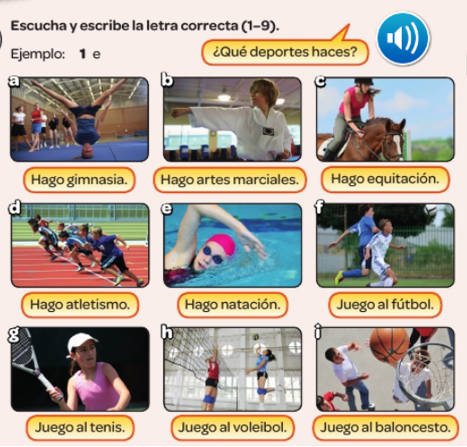 Escucha y escribe la letra correcta (1–9).
Ejemplo: 1 e
¿Qué deportes haces?
a
b
c
Hago gimnasia.
Hago artes marciales.
Hago equitación.
d
e
f
Hago atletismo.
Hago natación.
Juego al fútbol.
g
h
i
Juego al tenis.
Juego al voleibol.
Juego al baloncesto.